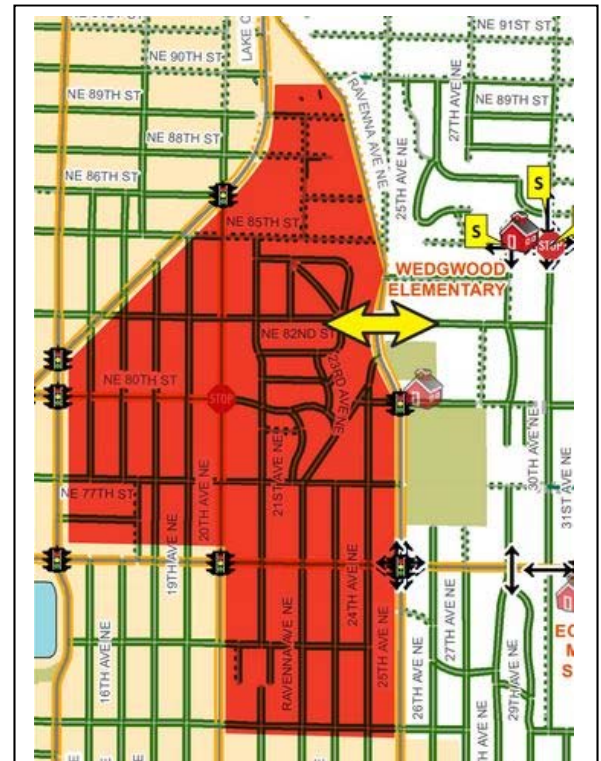 NE 91ST ST
NE 90TH ST
LAKE C
NE 89TH ST
NE 89TH ST
27TH AVE NE
RAVENNA AVE NE
NE 88TH ST
NE 86TH ST
25TH AVE NE
S
S
NE 85TH ST
STOP
WEDGWOOD
ELEMENTARY
NE 82ND ST
23RD AVE NE
NE 80TH ST
STOP
21ST AVE NE
30TH AVE NE
31ST AVE NE
NE 77TH ST
20TH AVE NE
19TH AVE NE
24TH AVE NE
16TH AVE NE
RAVENNA AVE NE
25TH AVE NE
26TH AVE NE
27TH AVE NE
29TH AVE NE
EC
M
S
VE NE
NE